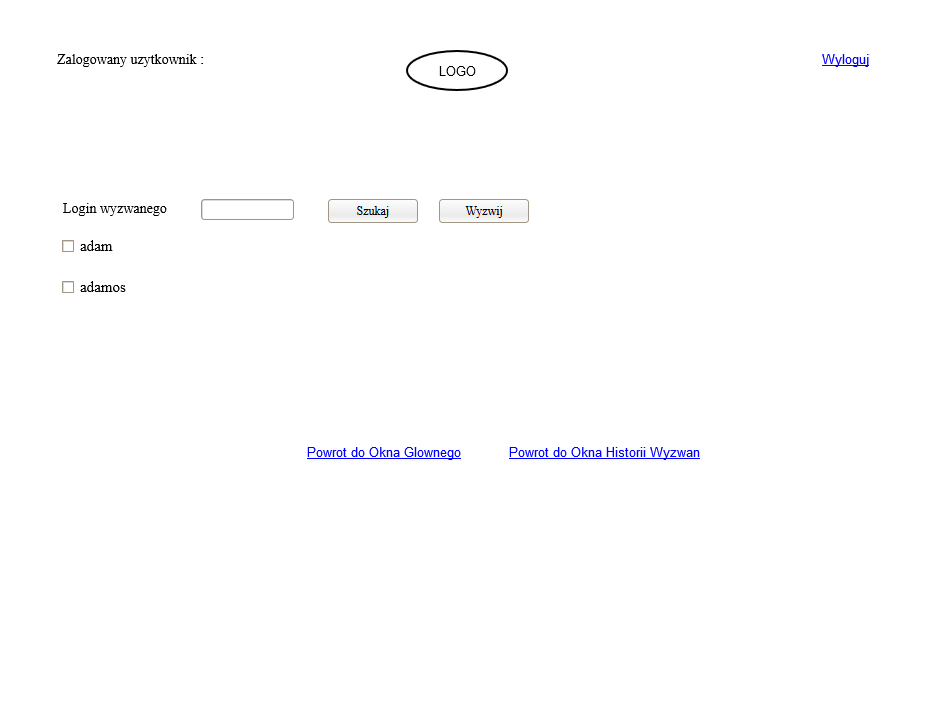 Zalogowany uzytkownik :
LOGO
Wyloguj
Login wyzwanego
Szukaj
Wyzwij
adam
adamos
Powrot do Okna Glownego
Powrot do Okna Historii Wyzwan